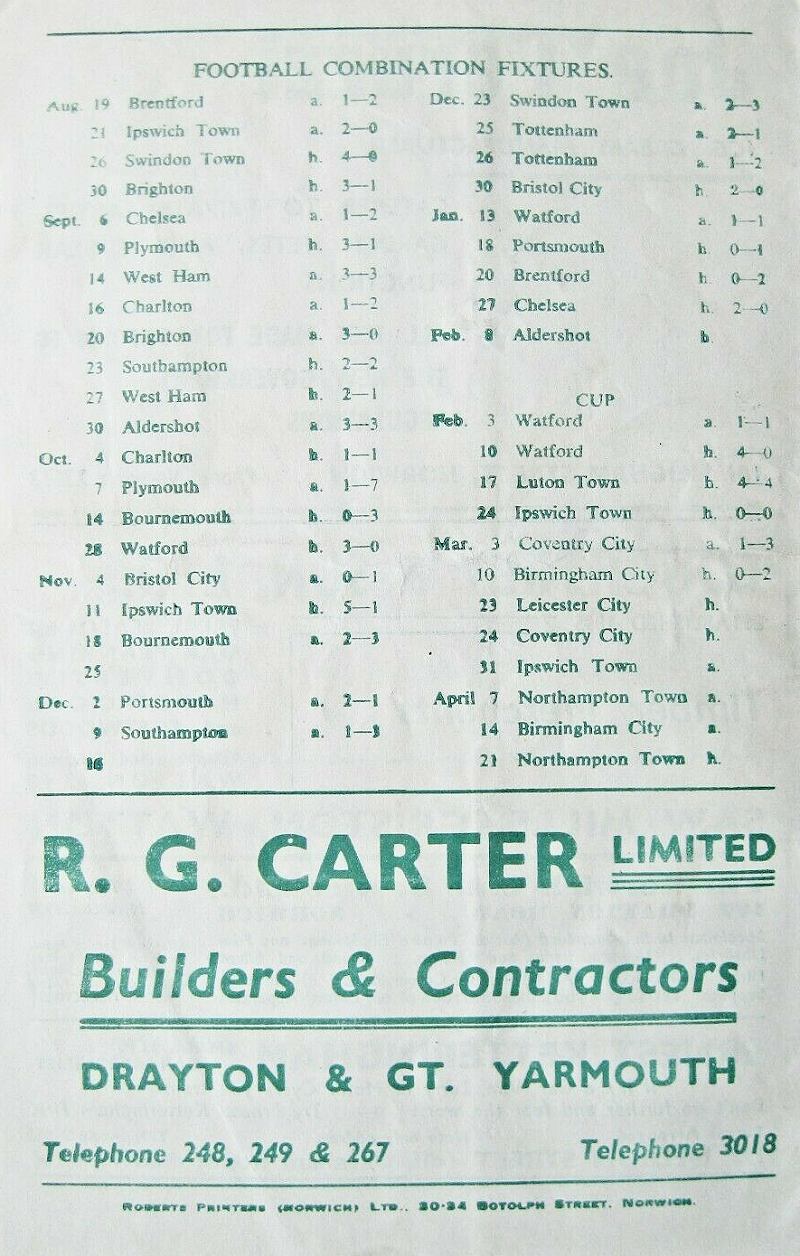 FOOTBALL COMBINATION FIXTURES.
Aug. 19 Brentford a. 1—2
21 Ipswich Town a. 2—0
26 Swindon Town h. 4—0
30 Brighton h. 3—1
Sept. 6 Chelsea a. 1—2
9 Plymouth h. 3—1
14 West Ham a. 3—3
16 Charlton a. 1—2
20 Brighton a. 3—0
23 Southampton h. 2—2
27 West Ham h. 2—1
30 Aldershot a. 3—3
Oct. 4 Charlton h. 1—1
7 Plymouth a. 1—7
14 Bournemouth h. 0—3
28 Watford h. 3—0
Nov. 4 Bristol City a. 0—1
11 Ipswich Town h. 5—1
18 Bournemouth a. 2—3
25
Dec. 2 Portsmouth a. 2—1
9 Southampton a. 1—3
16
Dec. 23 Swindon Town a. 2—3
25 Tottenham a. 2—1
26 Tottenham a. 1—2
30 Bristol City h. 2—0
Jan. 13 Watford a. 1—1
18 Portsmouth h 0—1
20 Brentford h. 0—2
27 Chelsea h. 2—0
Feb. 8 Aldershot h.
CUP
Feb. 3 Watford a. 1—1
10 Watford h. 4—0
17 Luton Town h. 4—4
24 Ipswich Town h. 0—0
Mar. 3 Coventry City a. 1—3
10 Birmingham City h. 0—2
23 Leicester City h.
24 Coventry City h.
31 Ipswich Town a.
April 7 Northampton Town a.
14 Birmingham City a.
21 Northampton Town h.
R. G. CARTER LIMITED
Builders & Contractors
DRAYTON & GT. YARMOUTH
Telephone 248, 249 & 267 Telephone 3018
ROBERTS PRINTERS (NORWICH) LTD., 30-34 BOTOLPH STREET, NORWICH.